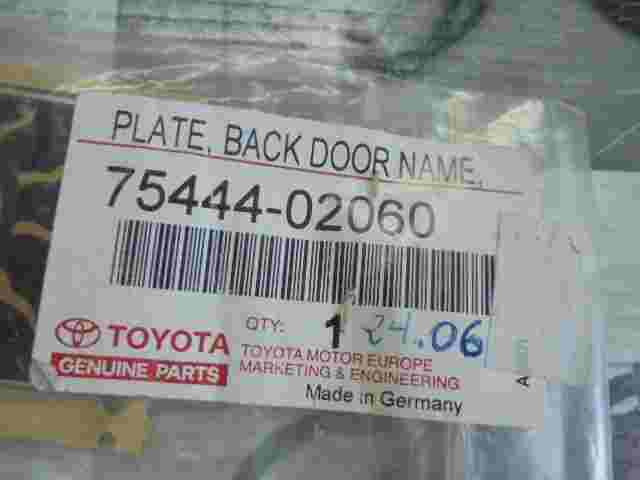 PLATE, BACK DOOR NAME,
75444-02060
QTY: 1 24.06
TOYOTA
GENUINE PARTS
TOYOTA MOTOR EUROPE
MARKETING & ENGINEERING
Made in Germany
A